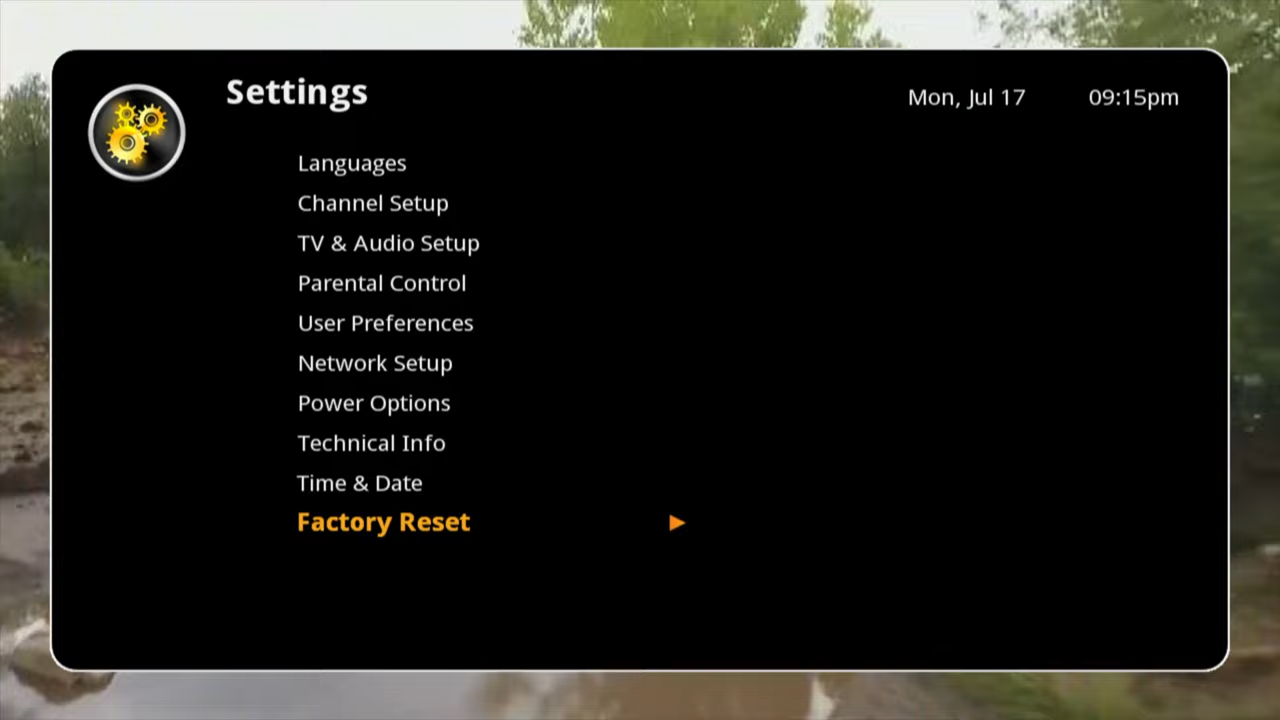 Settings
Mon, Jul 17 09:15pm
Languages
Channel Setup
TV & Audio Setup
Parental Control
User Preferences
Network Setup
Power Options
Technical Info
Time & Date
Factory Reset